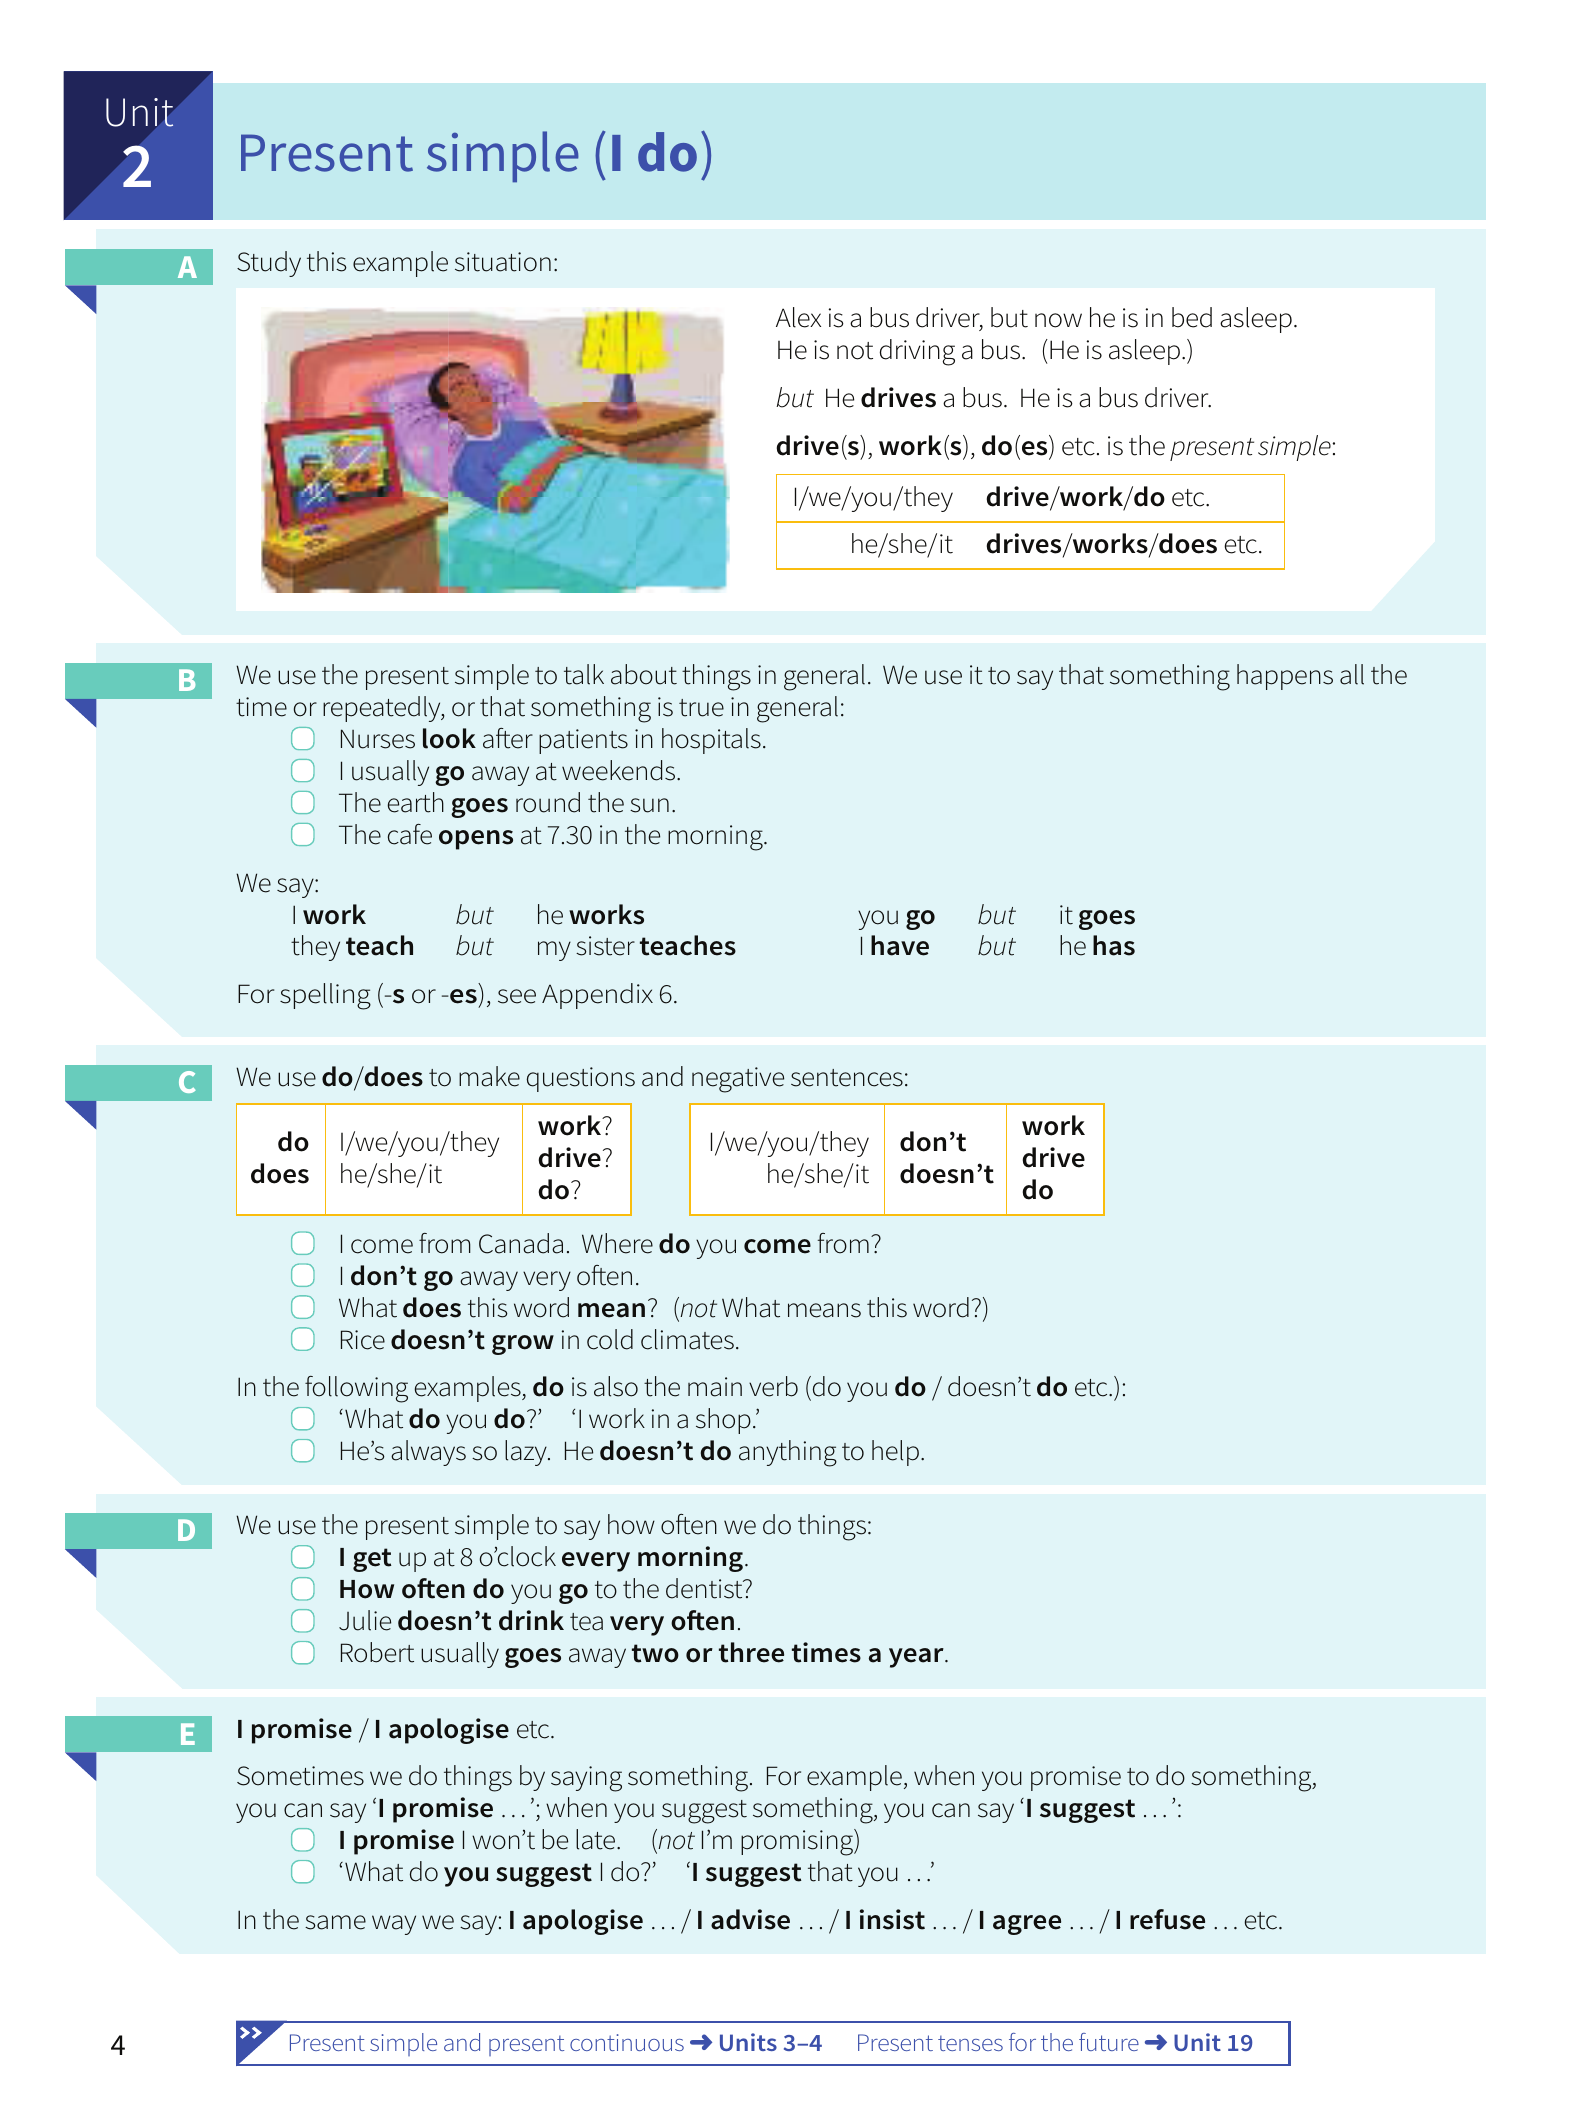 Unit
2
Present simple (I do)
A
Study this example situation:
Alex is a bus driver, but now he is in bed asleep.
He is not driving a bus. (He is asleep.)
but He drives a bus. He is a bus driver.
drive(s), work(s), do(es) etc. is the present simple:
I/we/you/they drive/work/do etc.
he/she/it drives/works/does etc.
B
We use the present simple to talk about things in general. We use it to say that something happens all the
time or repeatedly, or that something is true in general:
Nurses look after patients in hospitals.
I usually go away at weekends.
The earth goes round the sun.
The cafe opens at 7.30 in the morning.
We say:
I work but he works you go but it goes
they teach but my sister teaches I have but he has
For spelling (-s or -es), see Appendix 6.
C
We use do/does to make questions and negative sentences:
do
does
I/we/you/they
he/she/it
work?
drive?
do?
I/we/you/they
he/she/it
don’t
doesn’t
work
drive
do
I come from Canada. Where do you come from?
I don’t go away very often.
What does this word mean? (not What means this word?)
Rice doesn’t grow in cold climates.
In the following examples, do is also the main verb (do you do / doesn’t do etc.):
‘What do you do?’ ‘I work in a shop.’
He’s always so lazy. He doesn’t do anything to help.
D
We use the present simple to say how often we do things:
I get up at 8 o’clock every morning.
How often do you go to the dentist?
Julie doesn’t drink tea very often.
Robert usually goes away two or three times a year.
E
I promise / I apologise etc.
Sometimes we do things by saying something. For example, when you promise to do something,
you can say ‘I promise …’; when you suggest something, you can say ‘I suggest …’:
I promise I won’t be late. (not I’m promising)
‘What do you suggest I do?’ ‘I suggest that you …’
In the same way we say: I apologise … / I advise … / I insist … / I agree … / I refuse … etc.
4
Present simple and present continuous ➜ Units 3–4 Present tenses for the future ➜ Unit 19